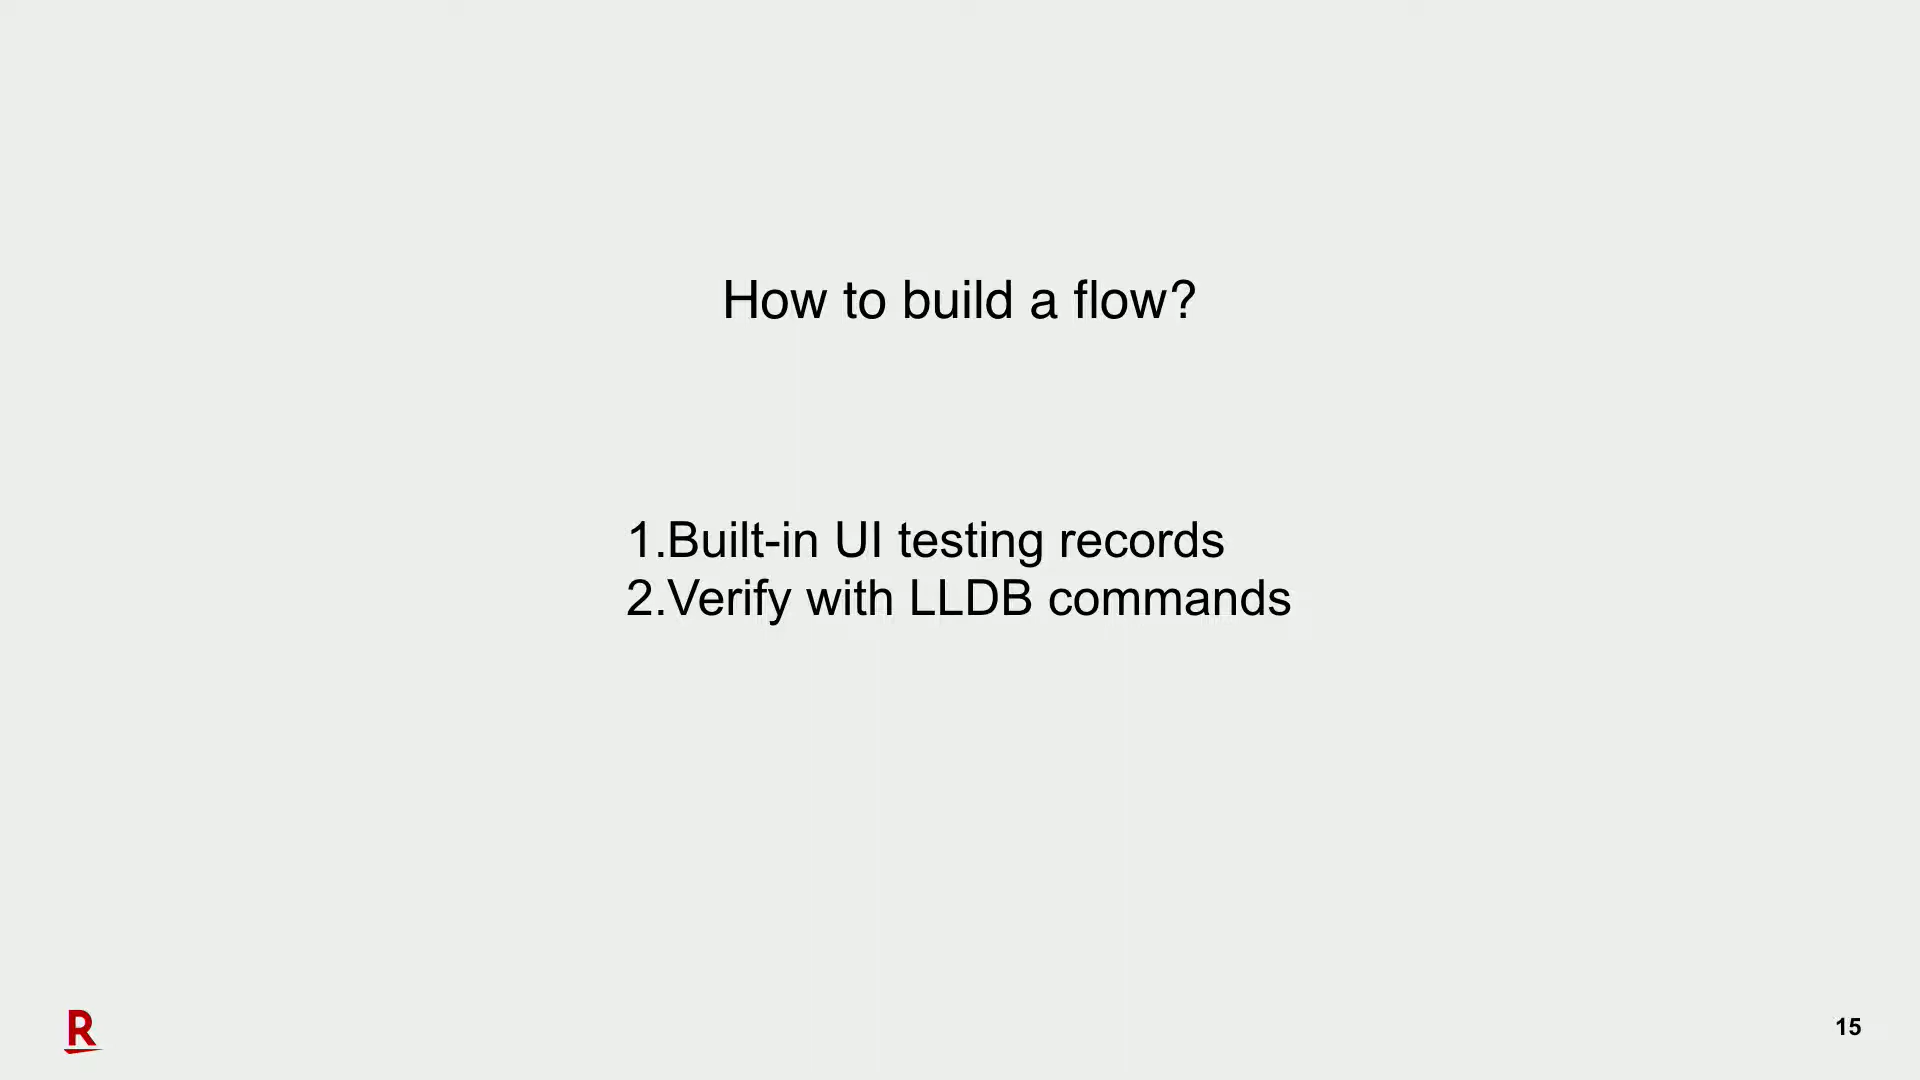 How to build a flow?
1.Built-in UI testing records
2.Verify with LLDB commands
R
15